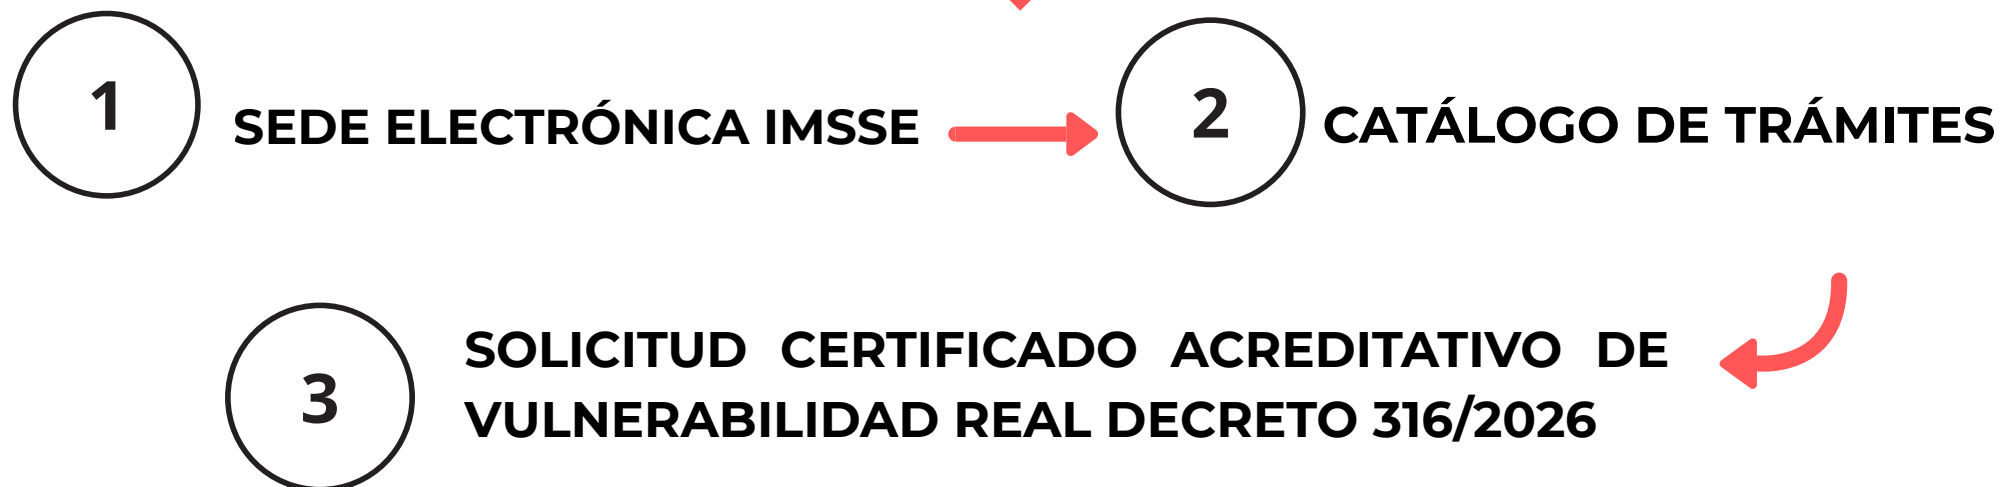 1
SEDE ELECTRÓNICA IMSSE
2
CATÁLOGO DE TRÁMITES
3
SOLICITUD CERTIFICADO ACREDITATIVO DE
VULNERABILIDAD REAL DECRETO 316/2026